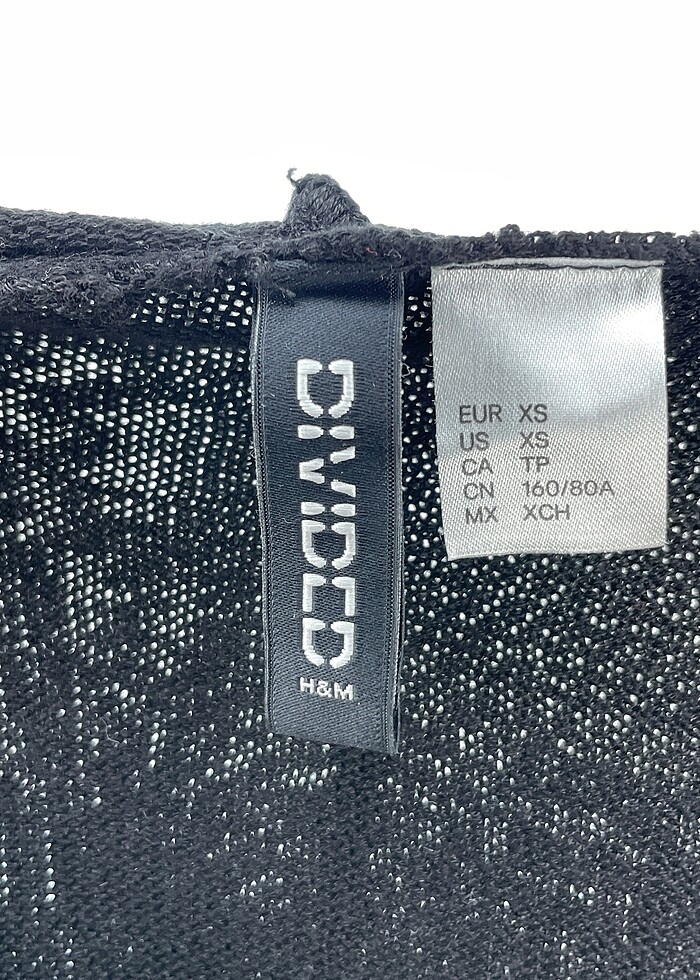 DIVIDED
H&M
EUR XS
US XS
CA TP
CN 160/80A
MX XCH